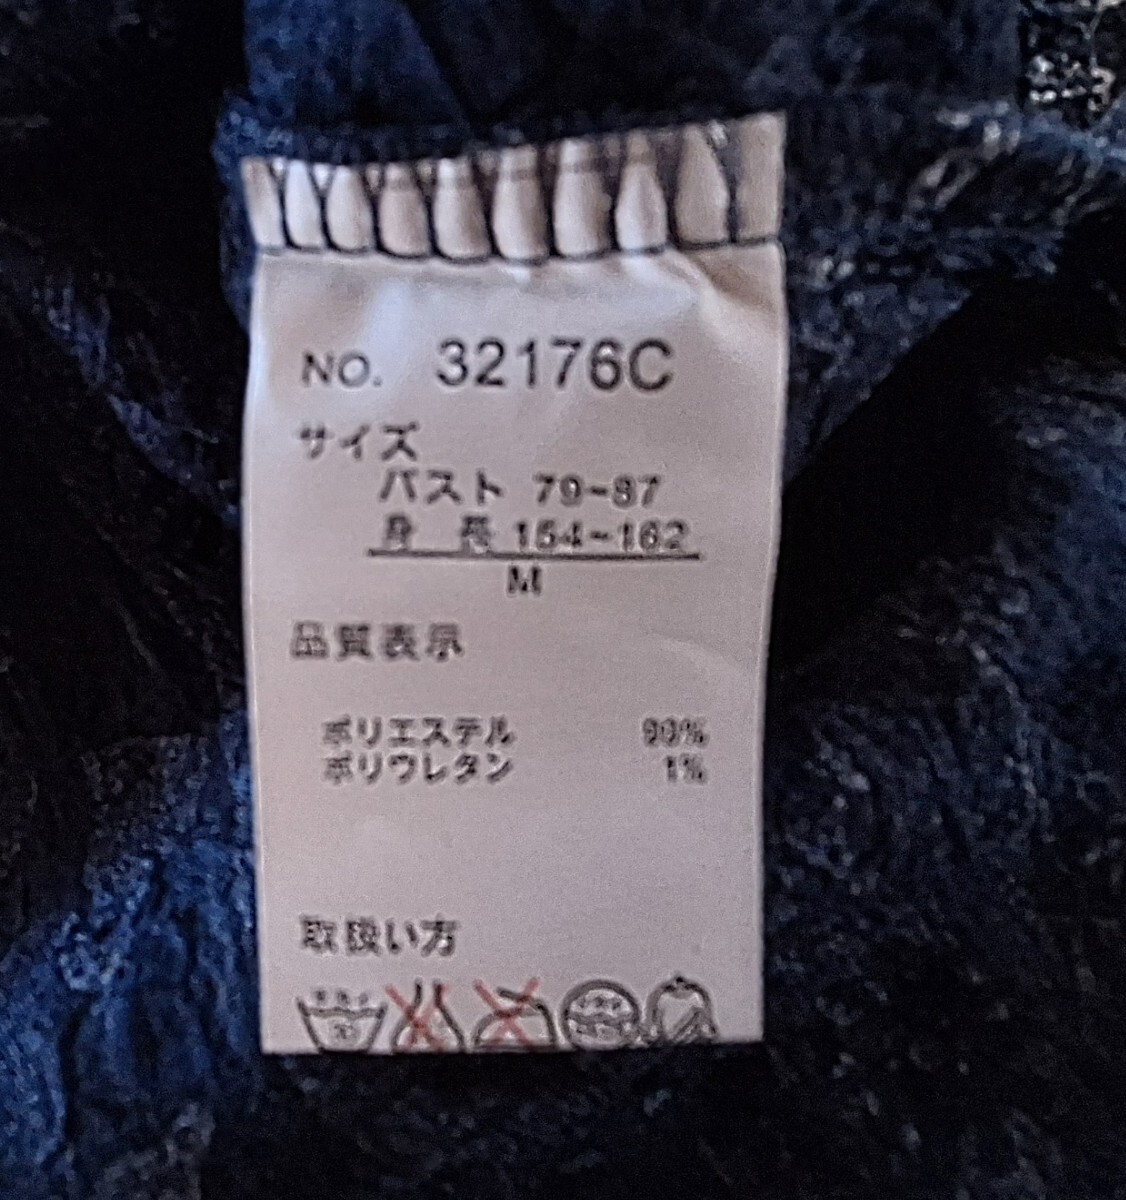 NO. 32176C
サイズ
バスト 79-87
身 長 154-162
M
品質表示
ポリエステル
ポリウレタン 1%
取扱い方